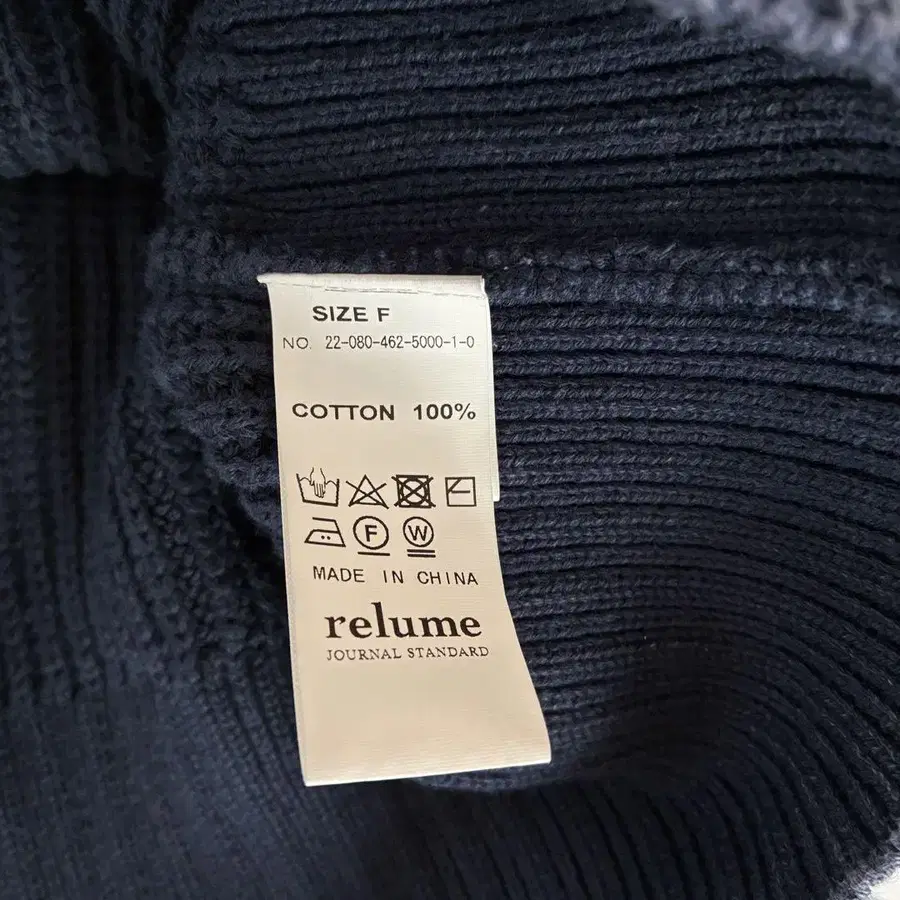 SIZE F
NO. 22-080-462-5000-1-0
COTTON 100%
F W
MADE IN CHINA
relume
JOURNAL STANDARD